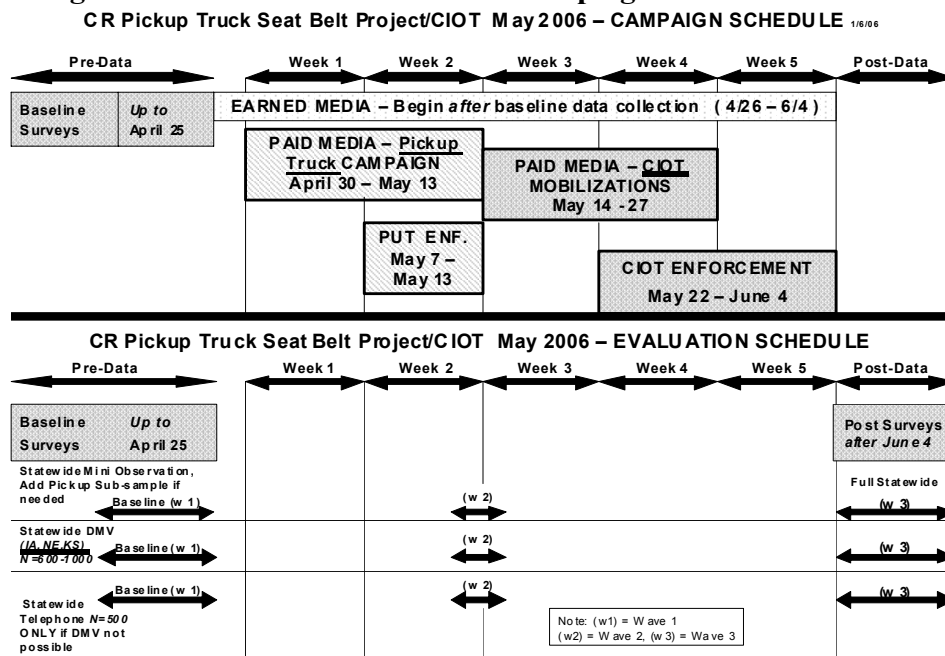 CR Pickup Truck Seat Belt Project/CIOT May 2006 – CAMPAIGN SCHEDULE 1/6/06
Pre-Data Week 1 Week 2 Week 3 Week 4 Week 5 Post-Data
Baseline Surveys
Up to April 25
EARNED MEDIA – Begin after baseline data collection (4/26 – 6/4)
PAID MEDIA – Pickup
Truck CAMPAIGN
April 30 – May 13
PAID MEDIA – CIOT
MOBILIZATIONS
May 14 -27
PUT ENF.
May 7 –
May 13
CIOT ENFORCEMENT
May 22 – June 4
CR Pickup Truck Seat Belt Project/CIOT May 2006 – EVALUATION SCHEDULE
Pre-Data Week 1 Week 2 Week 3 Week 4 Week 5 Post-Data
Baseline Up to
Surveys April 25
Post Surveys
after June 4
Statewide Mini Observation,
Add Pickup Sub-sample if
needed
Baseline (w 1)
(w 2)
Full Statewide
(w 3)
Statewide DMV
(IA, NE, KS)
N =600-1000
Baseline (w 1)
(w 2)
(w 3)
Baseline (w 1)
(w 2)
(w 3)
Statewide
Telephone N=500
ONLY if DMV not
possible
Note: (w1) = Wave 1
(w2) = Wave 2, (w 3) = Wave 3